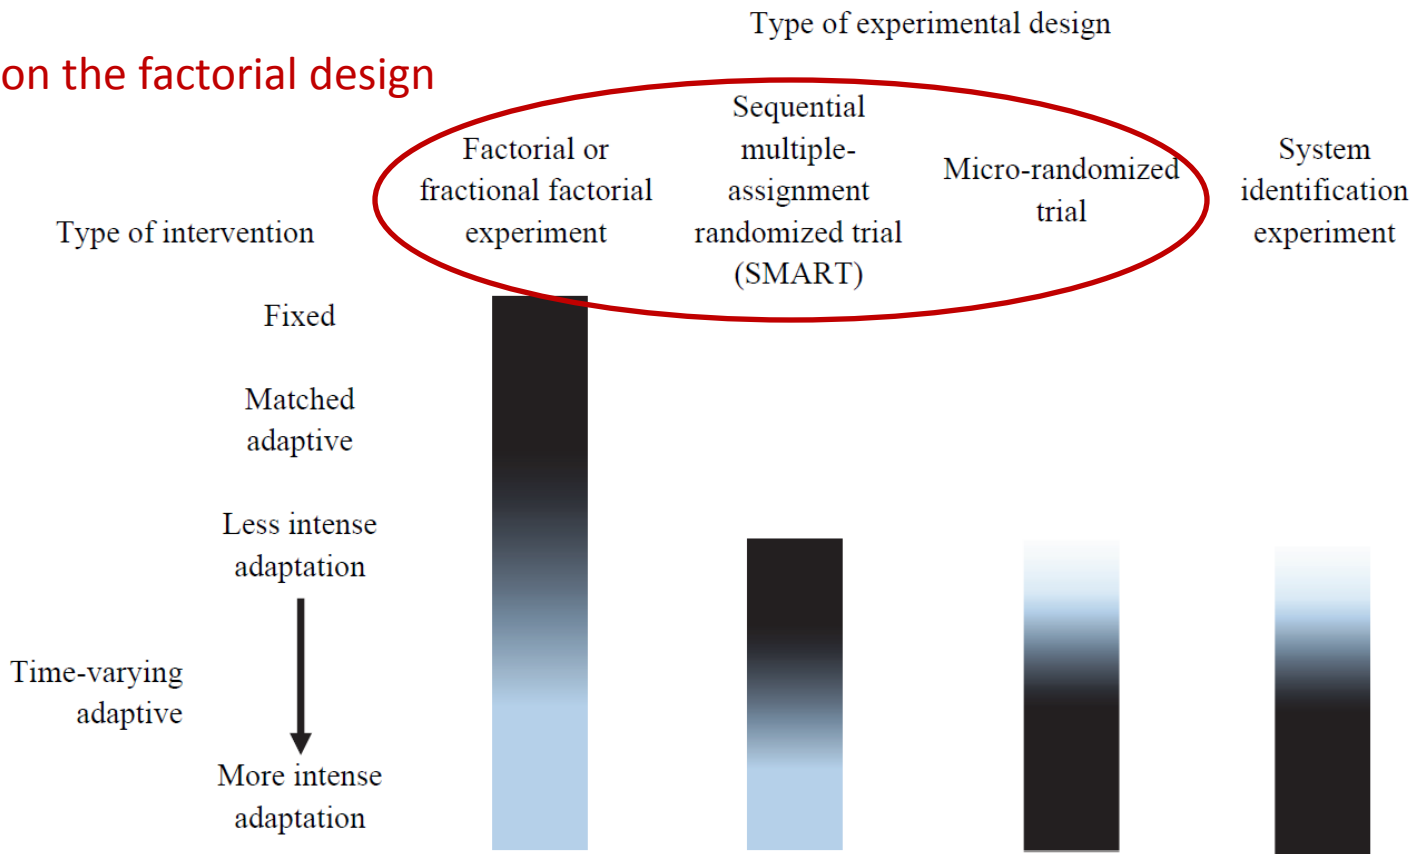 Type of experimental design
on the factorial design
Factorial or
fractional factorial
experiment
Sequential
multiple-
assignment
randomized trial
(SMART)
Micro-randomized
trial
System
identification
experiment
Type of intervention
Fixed
Matched
adaptive
Less intense
adaptation
Time-varying
adaptive
More intense
adaptation